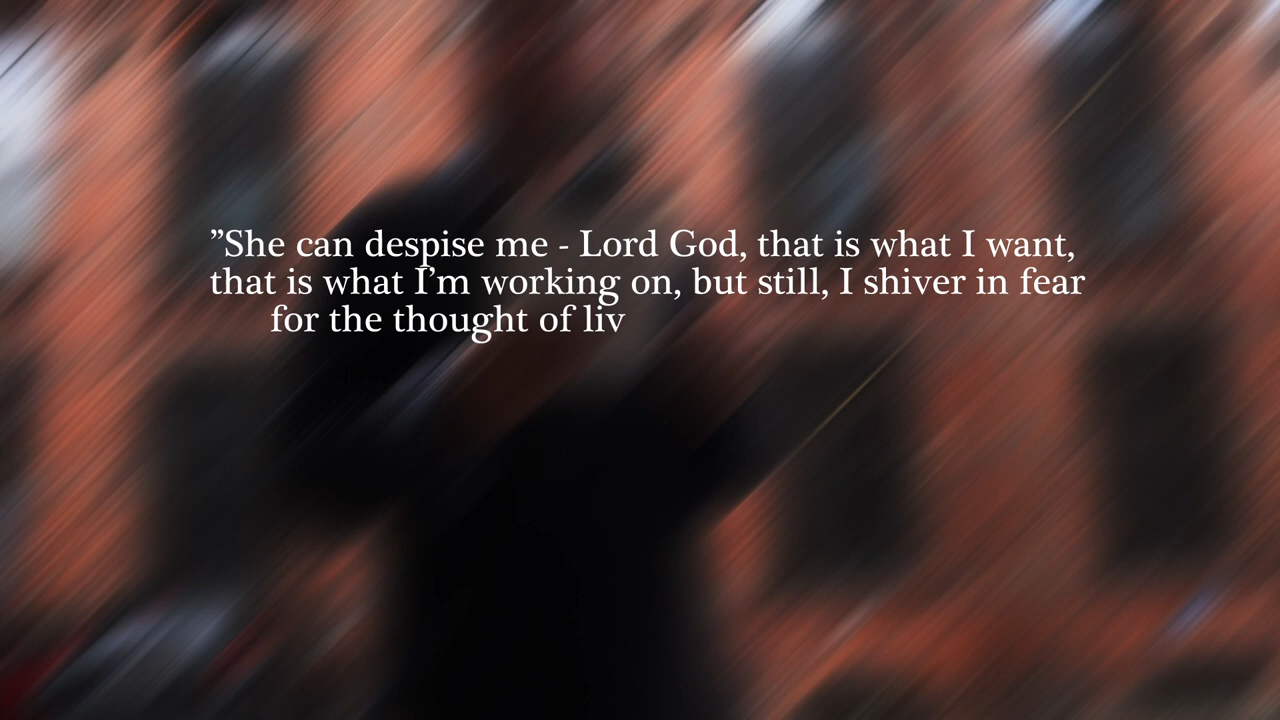 ”She can despise me - Lord God, that is what I want,
that is what I’m working on, but still, I shiver in fear
for the thought of liv